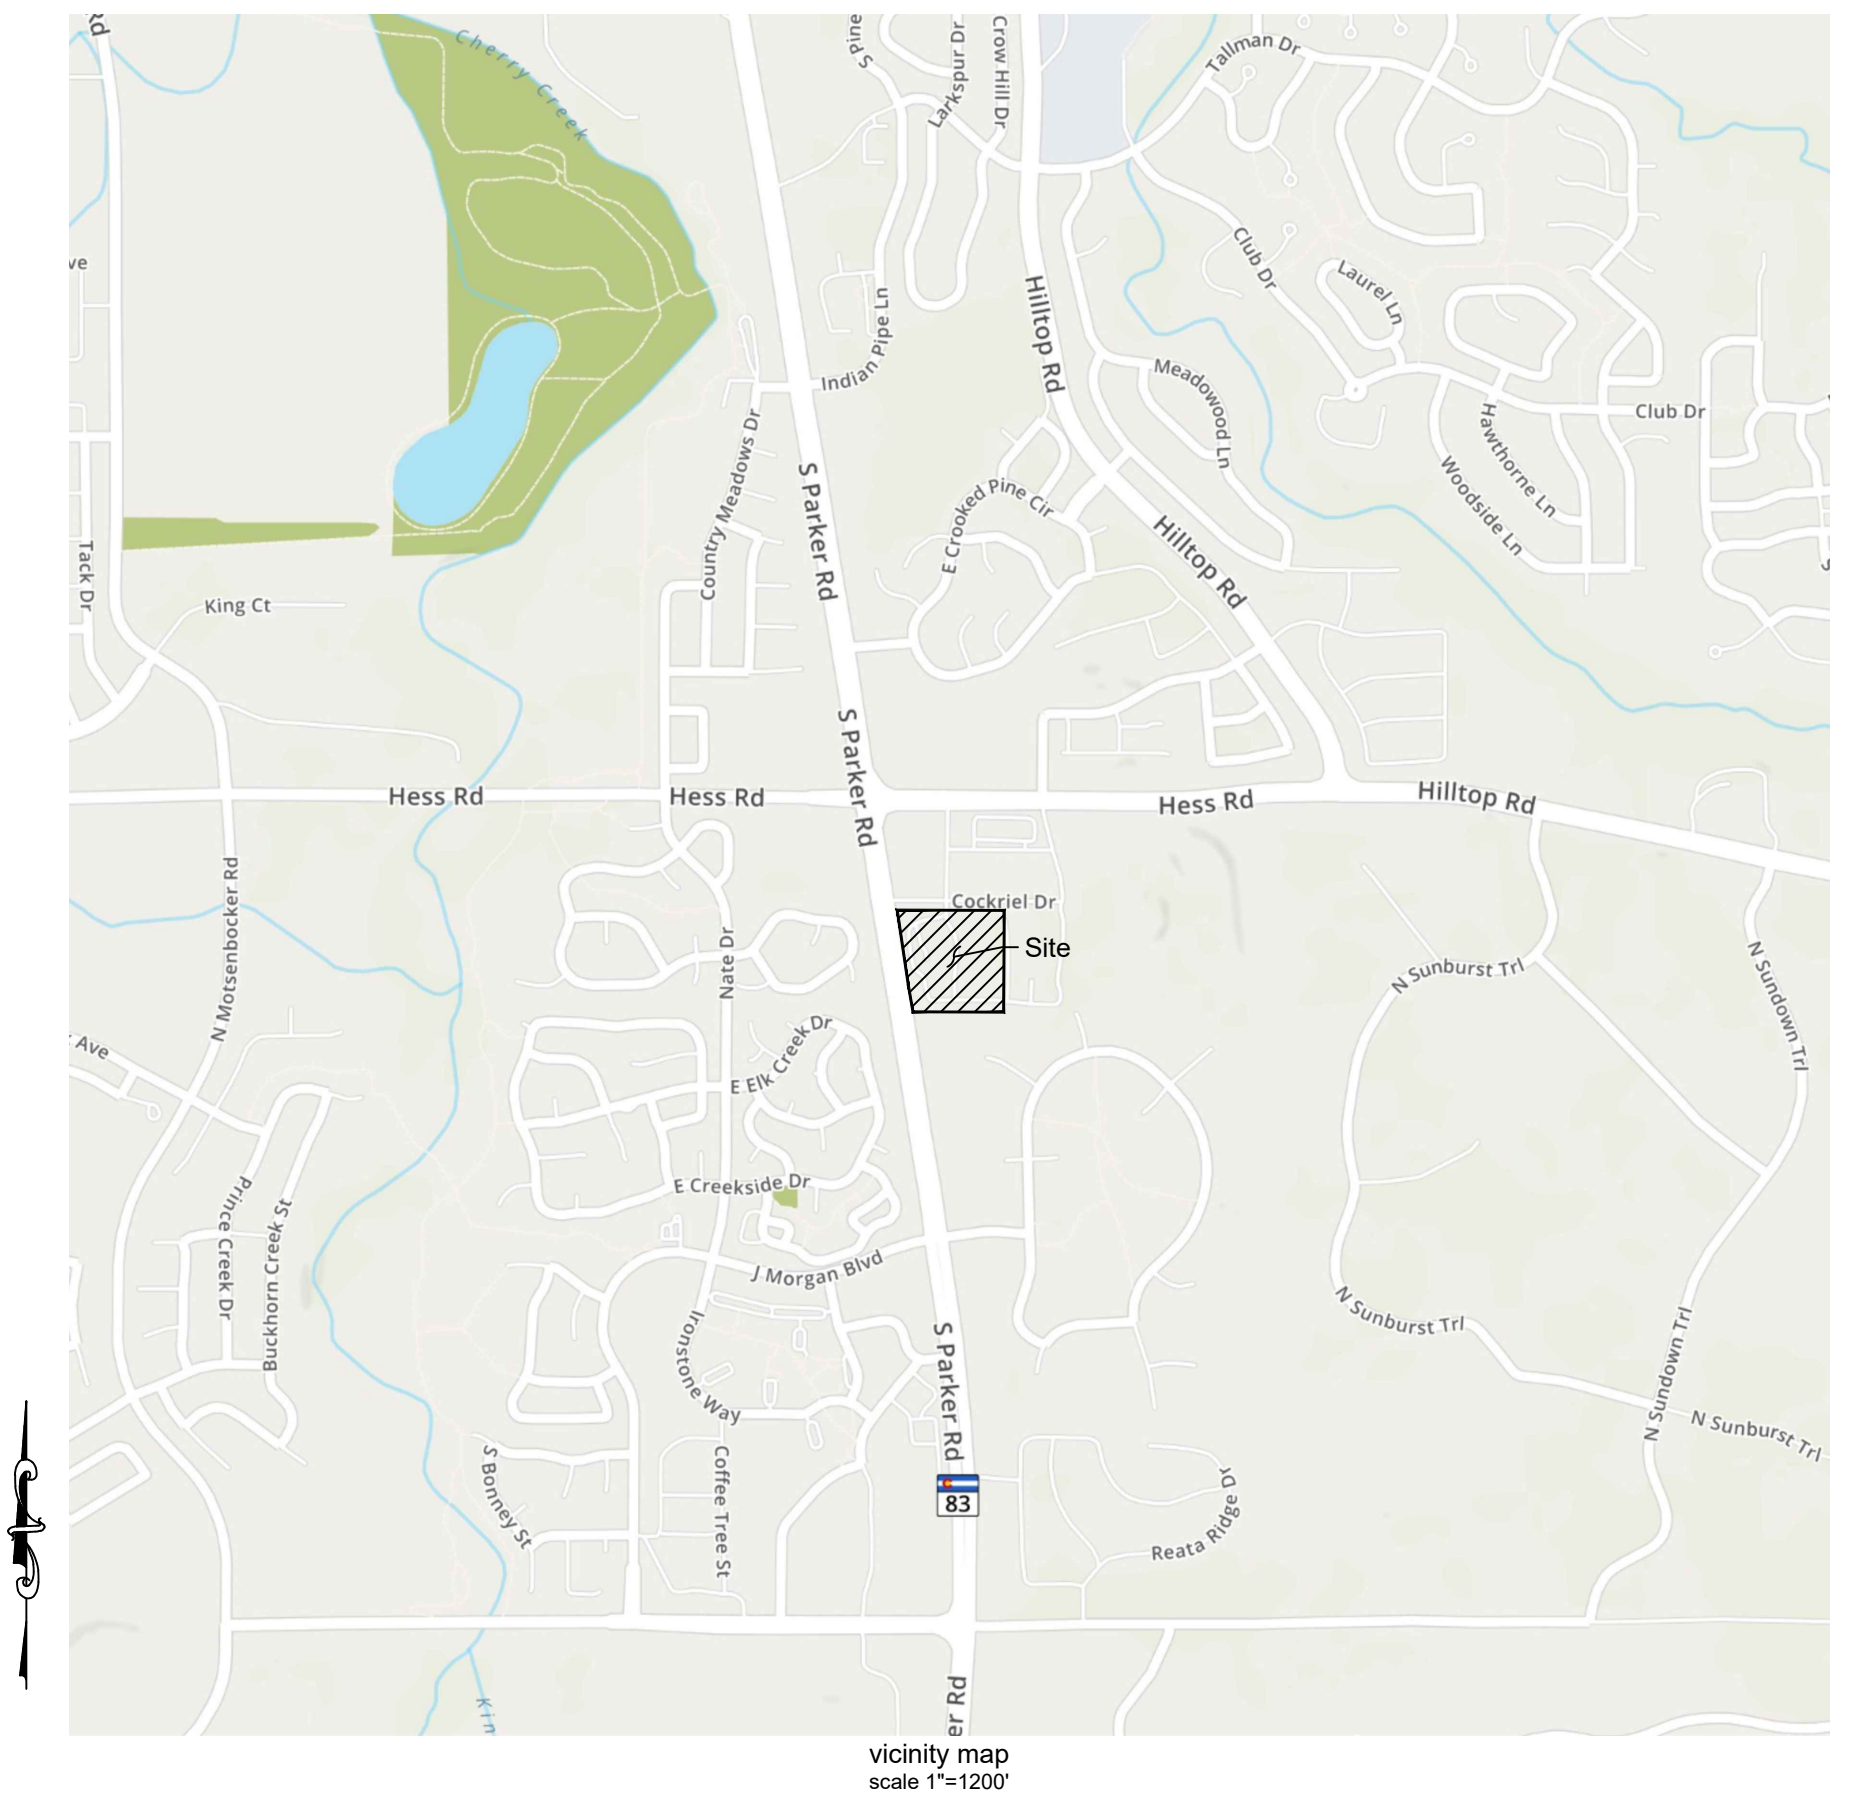 Rd
Cherry Creek
S Pine
Larkspur Dr
Crow Hill Dr
Tallman Dr
ve
Club Dr
Laurel Ln
Indian Pipe Ln
Hilltop Rd
Meadowood Ln
Club Dr
Hawthorne Ln
Woodside Ln
Country Meadows Dr
S Parker Rd
E Crooked Pine Cir
Hilltop Rd
Tack Dr
King Ct
S Parker Rd
Hess Rd
Hess Rd
Hess Rd
Hilltop Rd
N Motsenbocker Rd
Cockriel Dr
Site
Nate Dr
N Sunburst Trl
N Sundown Trl
Ave
E Elk Creek Dr
Prince Creek Dr
Buckhorn Creek St
E Creekside Dr
J Morgan Blvd
Ironstone Way
S Parker Rd
N Sunburst Trl
N Sundown Trl
N Sunburst Trl
S Bonney St
Coffee Tree St
83
Reata Ridge Dr
Kin
er Rd
vicinity map
scale 1"=1200'